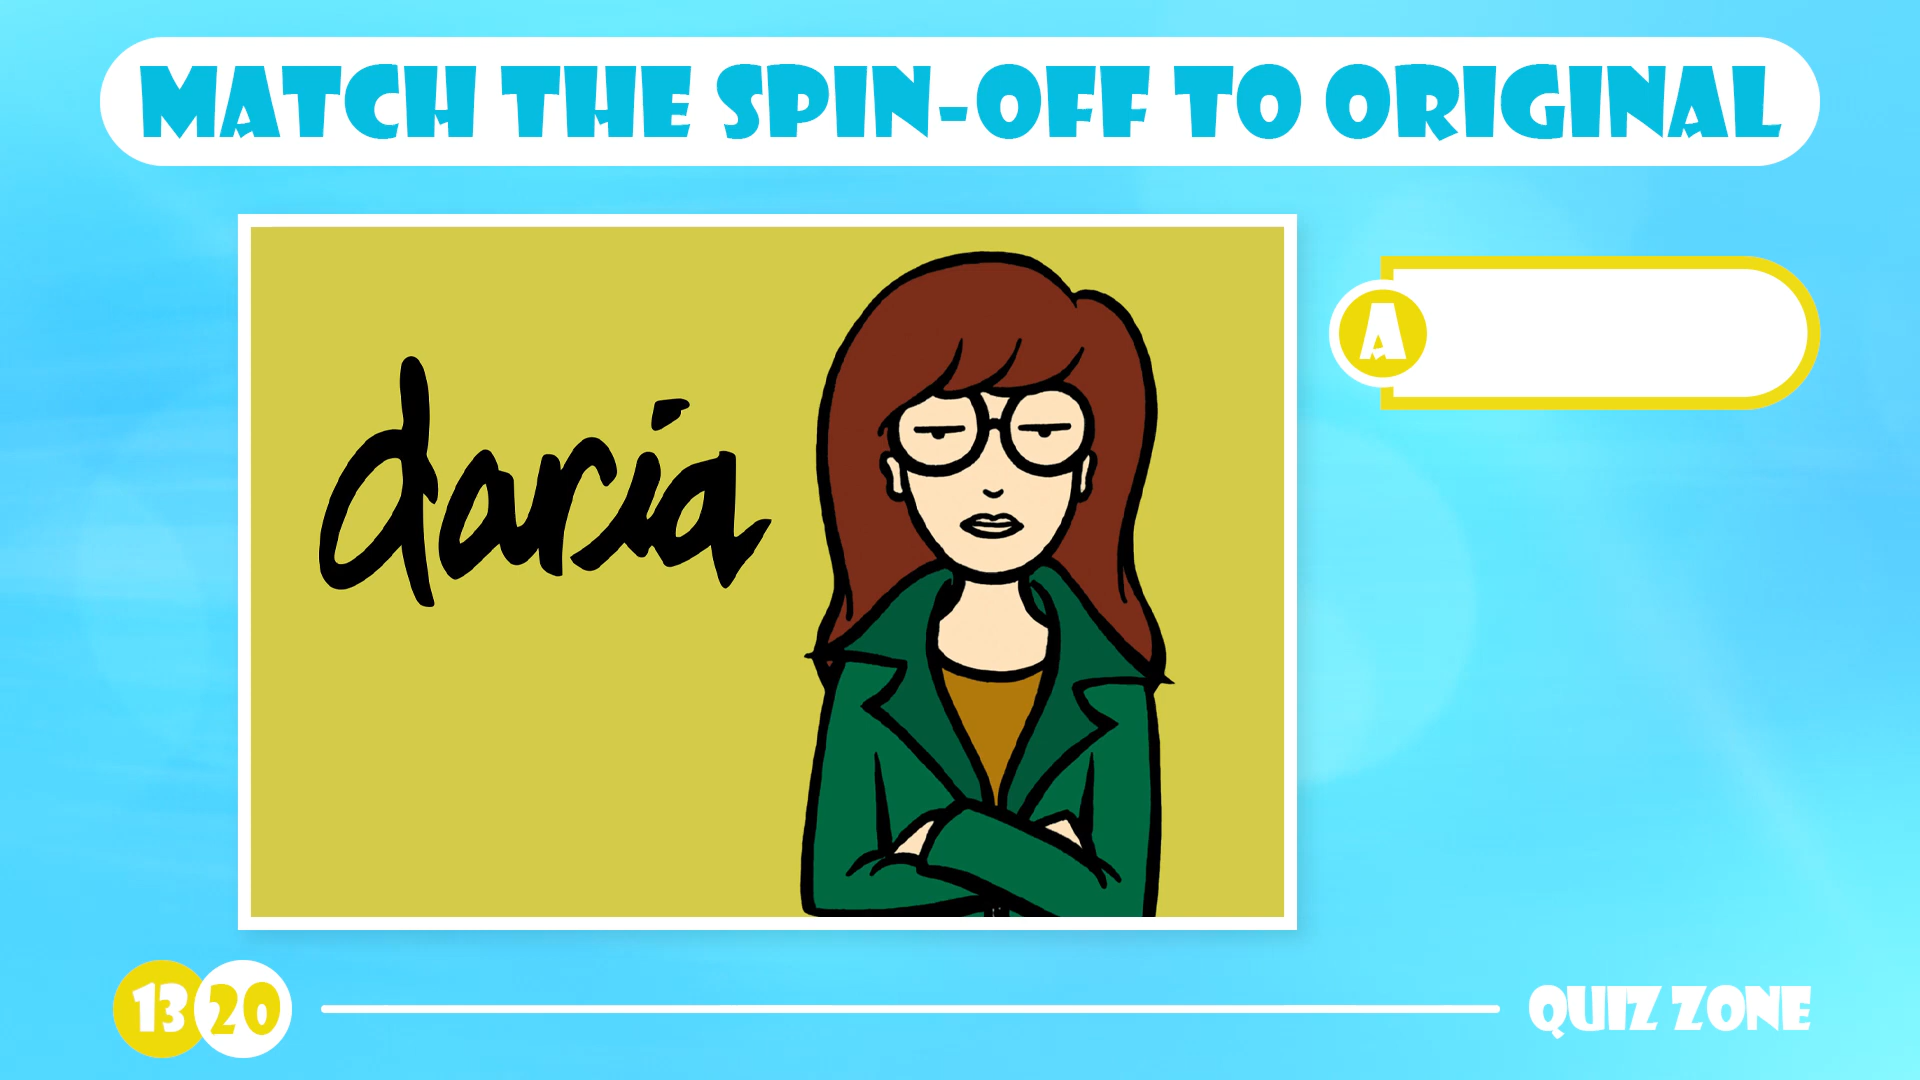 MATCH THE SPIN-OFF TO ORIGINAL
daria
A
13 20
QUIZ ZONE